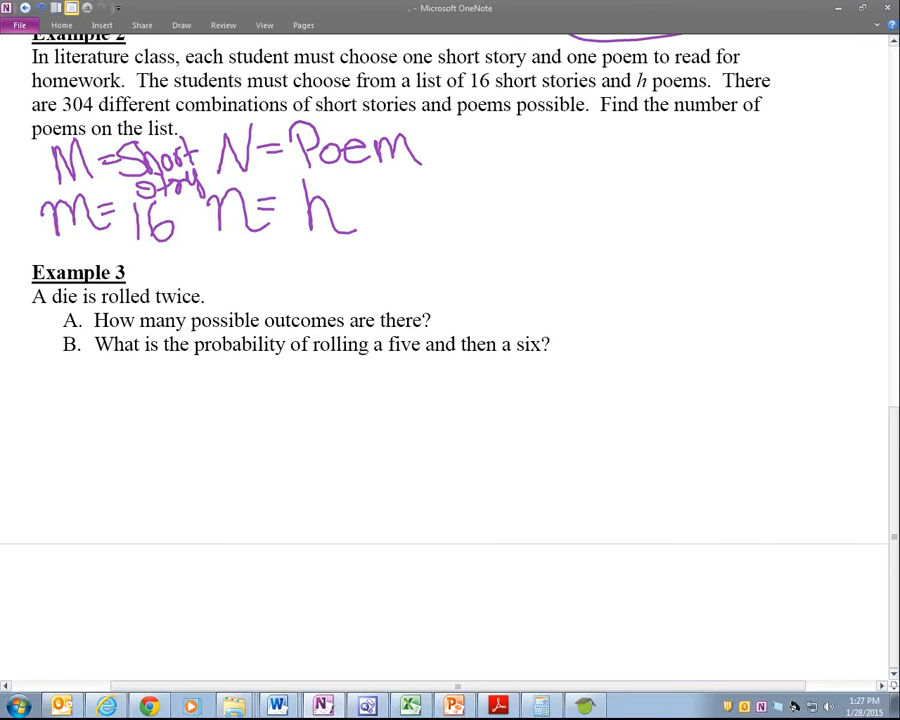 . - Microsoft OneNote
File Home Insert Share Draw Review View Pages
Example 2
In literature class, each student must choose one short story and one poem to read for
homework. The students must choose from a list of 16 short stories and h poems. There
are 304 different combinations of short stories and poems possible. Find the number of
poems on the list.
M = Short story N = Poem
m = 16 n = h
Example 3
A die is rolled twice.
A. How many possible outcomes are there?
B. What is the probability of rolling a five and then a six?
1:27 PM
1/28/2015